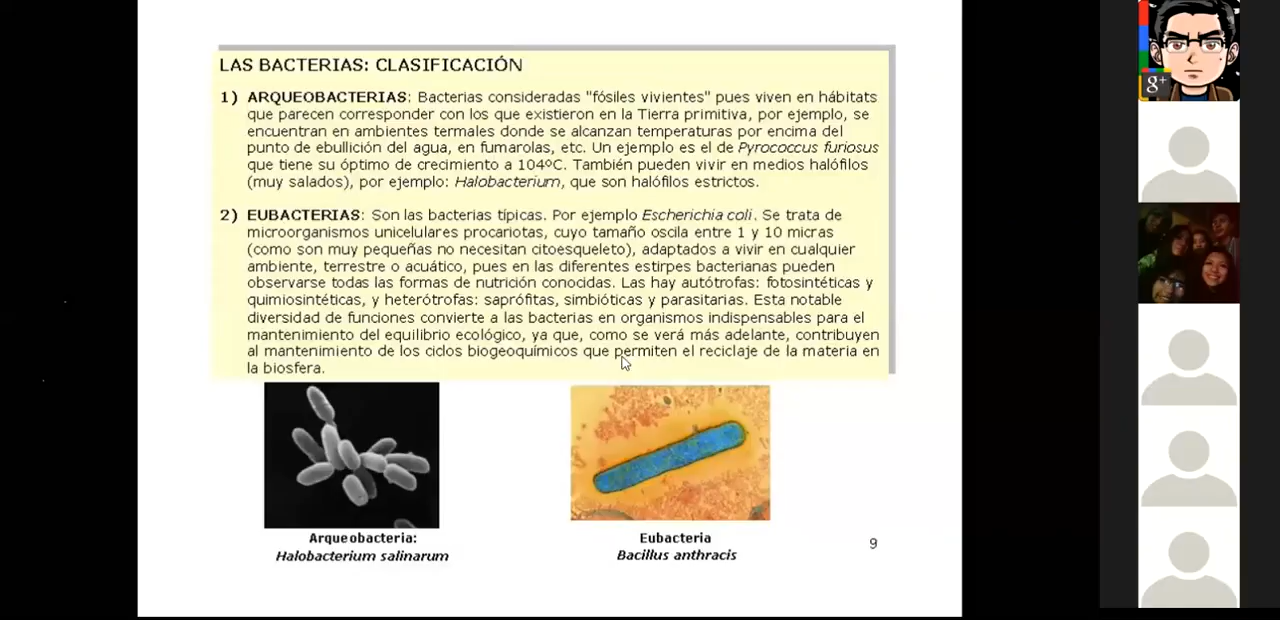 LAS BACTERIAS: CLASIFICACIÓN
1) ARQUEOBACTERIAS: Bacterias consideradas "fósiles vivientes" pues viven en hábitats
que parecen corresponder con los que existieron en la Tierra primitiva, por ejemplo, se
encuentran en ambientes termales donde se alcanzan temperaturas por encima del
punto de ebullición del agua, en fumarolas, etc. Un ejemplo es el de Pyrococcus furiosus
que tiene su óptimo de crecimiento a 104ºC. También pueden vivir en medios halófilos
(muy salados), por ejemplo: Halobacterium, que son halófilos estrictos.
2) EUBACTERIAS: Son las bacterias típicas. Por ejemplo Escherichia coli. Se trata de
microorganismos unicelulares procariotas, cuyo tamaño oscila entre 1 y 10 micras
(como son muy pequeñas no necesitan citoesqueleto), adaptados a vivir en cualquier
ambiente, terrestre o acuático, pues en las diferentes estirpes bacterianas pueden
observarse todas las formas de nutrición conocidas. Las hay autótrofas: fotosintéticas y
quimiosintéticas, y heterótrofas: saprófitas, simbióticas y parasitarias. Esta notable
diversidad de funciones convierte a las bacterias en organismos indispensables para el
mantenimiento del equilibrio ecológico, ya que, como se verá más adelante, contribuyen
al mantenimiento de los ciclos biogeoquímicos que permiten el reciclaje de la materia en
la biosfera.
Arqueobacteria:
Halobacterium salinarum
Eubacteria
Bacillus anthracis
9
g+